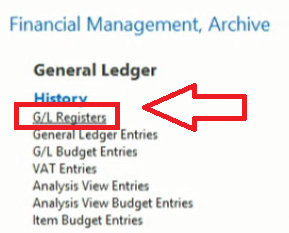 Financial Management, Archive
General Ledger
History
G/L Registers
General Ledger Entries
G/L Budget Entries
VAT Entries
Analysis View Entries
Analysis View Budget Entries
Item Budget Entries